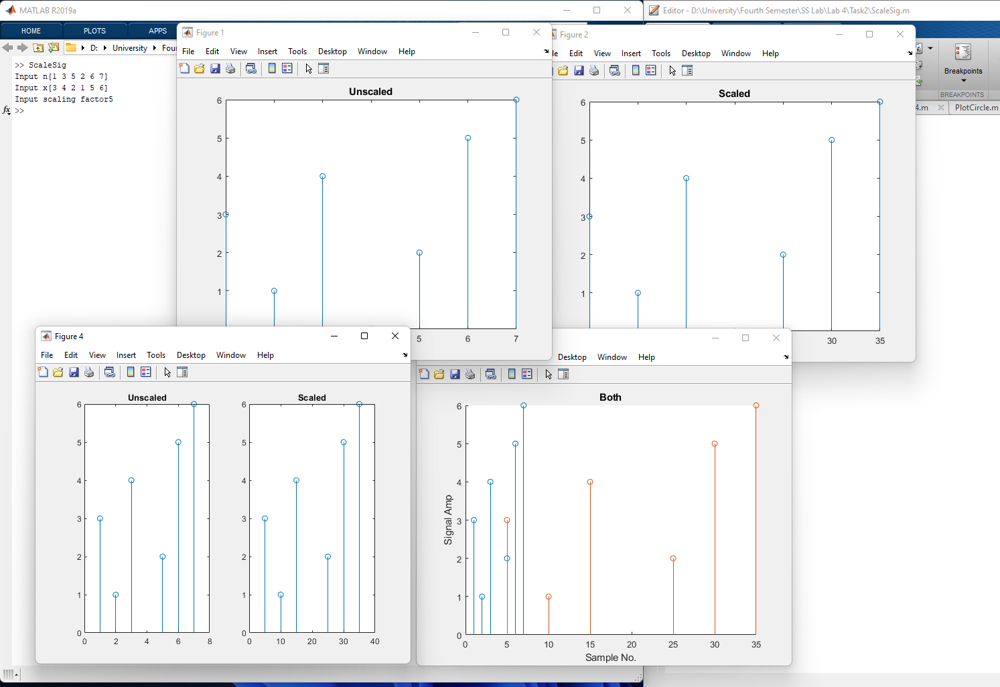 MATLAB R2019a
Editor - D:\University\Fourth Semester\SS Lab\Lab 4\Task2\ScaleSig.m
HOME PLOTS APPS
D: University Fou
>> ScaleSig
Input n[1 3 5 2 6 7]
Input x[3 4 2 1 5 6]
Input scaling factor5
fx >>
Figure 1
File Edit View Insert Tools Desktop Window Help
Unscaled
6
5
4
3
2
1
5 6 7
Figure 2
le Edit View Insert Tools Desktop Window Help
Scaled
6
5
4
3
2
1
30 35
fi
Breakpoints
BREAKPOINTS
4.m PlotCircle.m
Figure 4
File Edit View Insert Tools Desktop Window Help
Unscaled
6
5
4
3
2
1
0
0 2 4 6 8
Scaled
6
5
4
3
2
1
0
0 10 20 30 40
Desktop Window Help
Both
Signal Amp
6
5
4
3
2
1
0
0 5 10 15 20 25 30 35
Sample No.